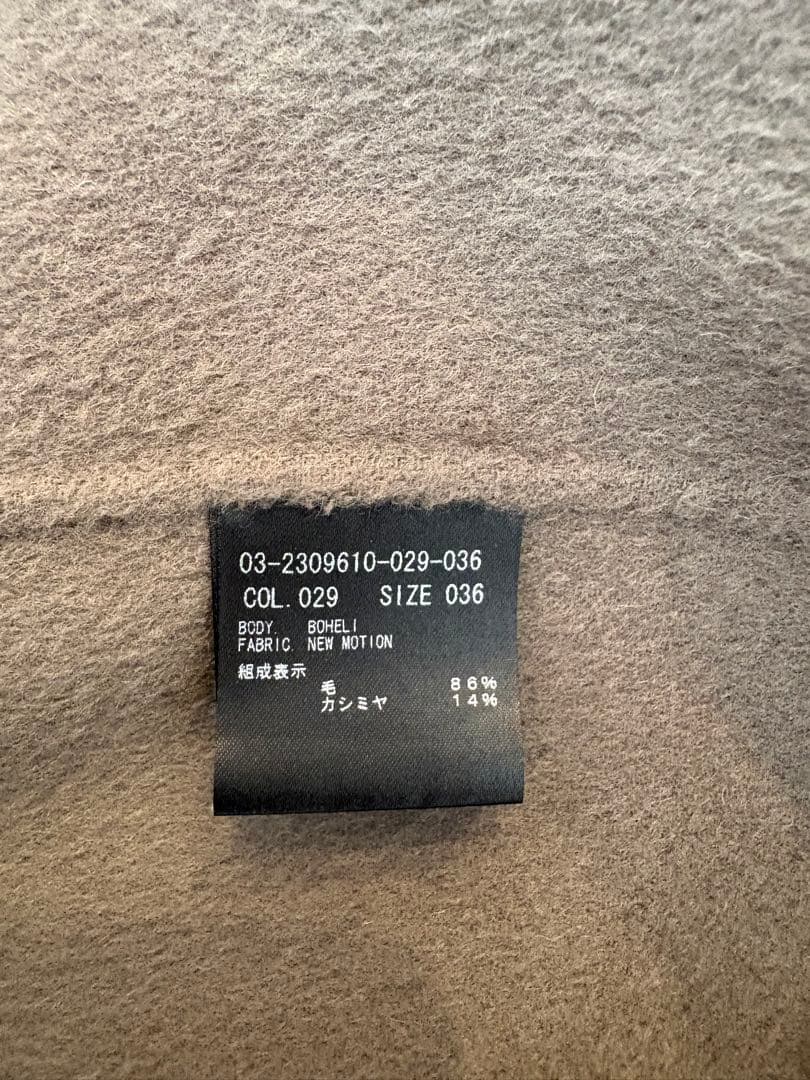 03-2309610-029-036
COL. 029 SIZE 036
BODY. BOHELI
FABRIC. NEW MOTION
組成表示
毛 86%
カシミヤ 14%